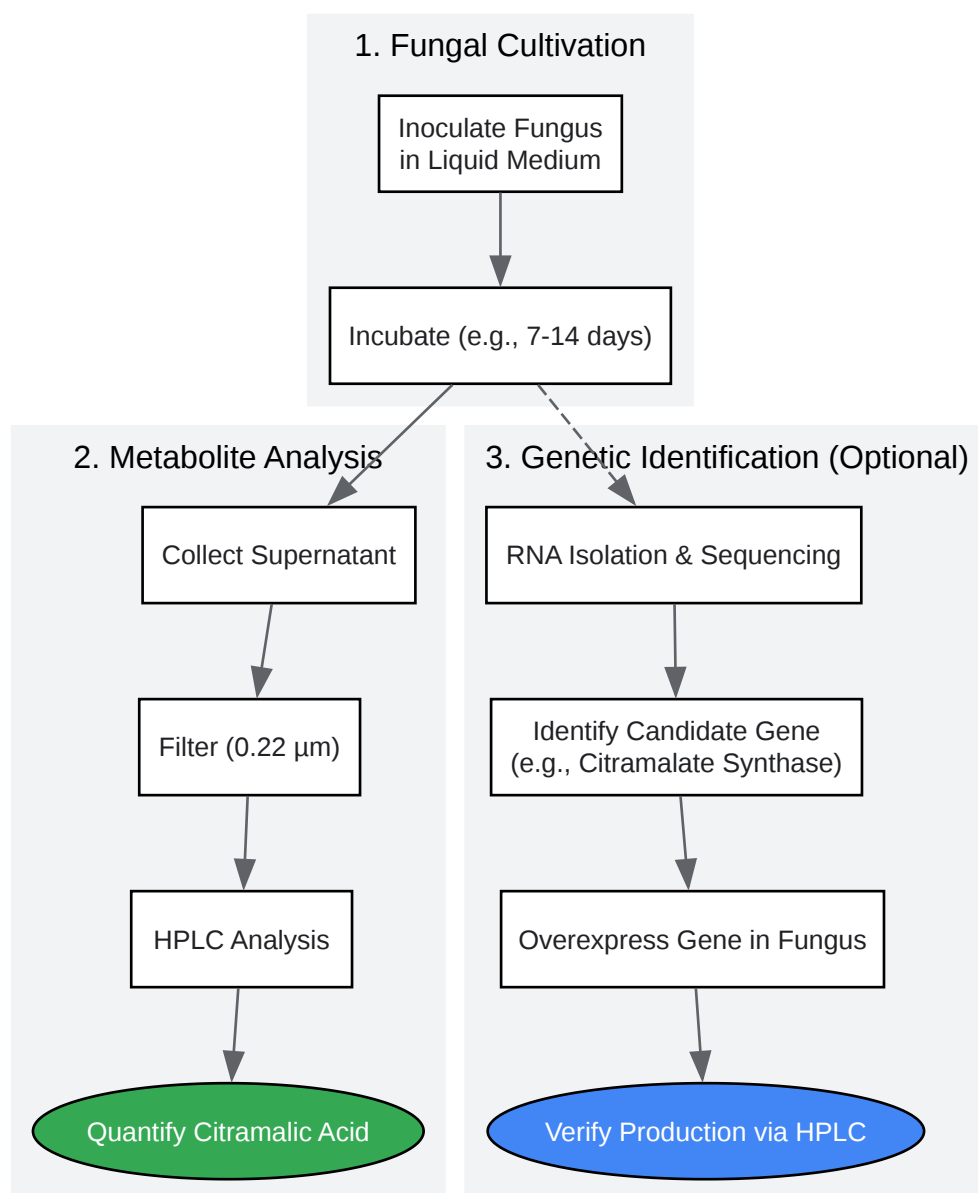 1. Fungal Cultivation
Inoculate Fungus
in Liquid Medium
Incubate (e.g., 7-14 days)
2. Metabolite Analysis
Collect Supernatant
Filter (0.22 µm)
HPLC Analysis
Quantify Citramalic Acid
3. Genetic Identification (Optional)
RNA Isolation & Sequencing
Identify Candidate Gene
(e.g., Citramalate Synthase)
Overexpress Gene in Fungus
Verify Production via HPLC